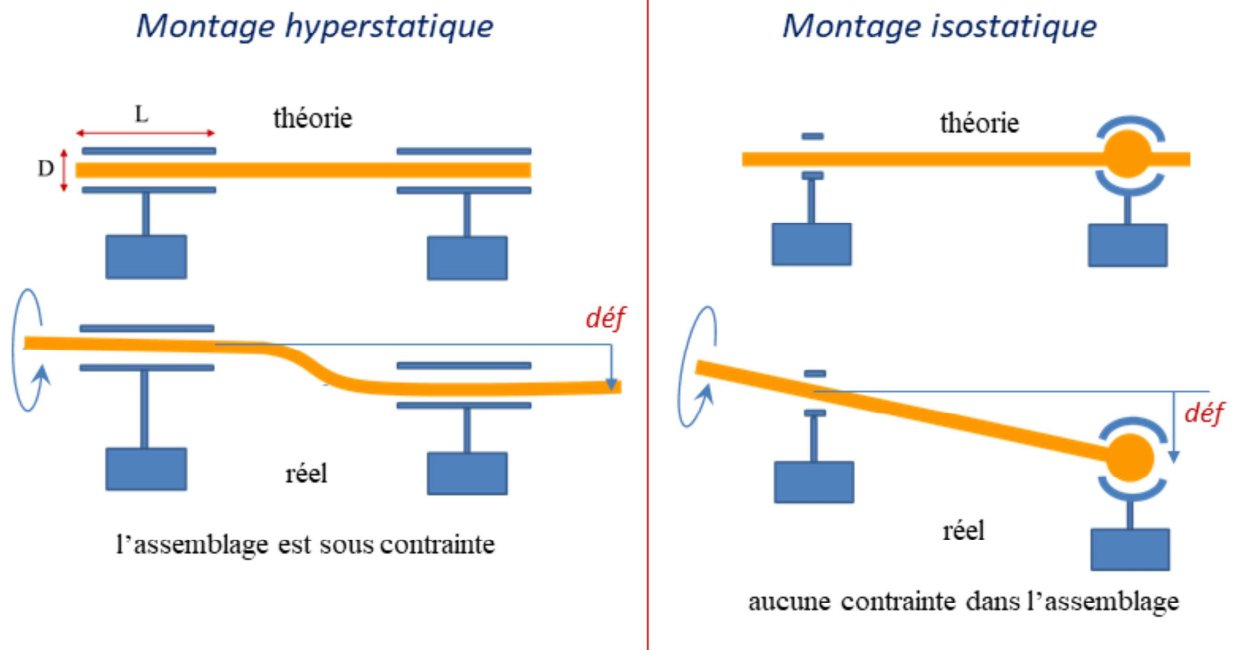 Montage hyperstatique
L
théorie
D
déf
réel
l’assemblage est sous contrainte
Montage isostatique
théorie
déf
réel
aucune contrainte dans l’assemblage